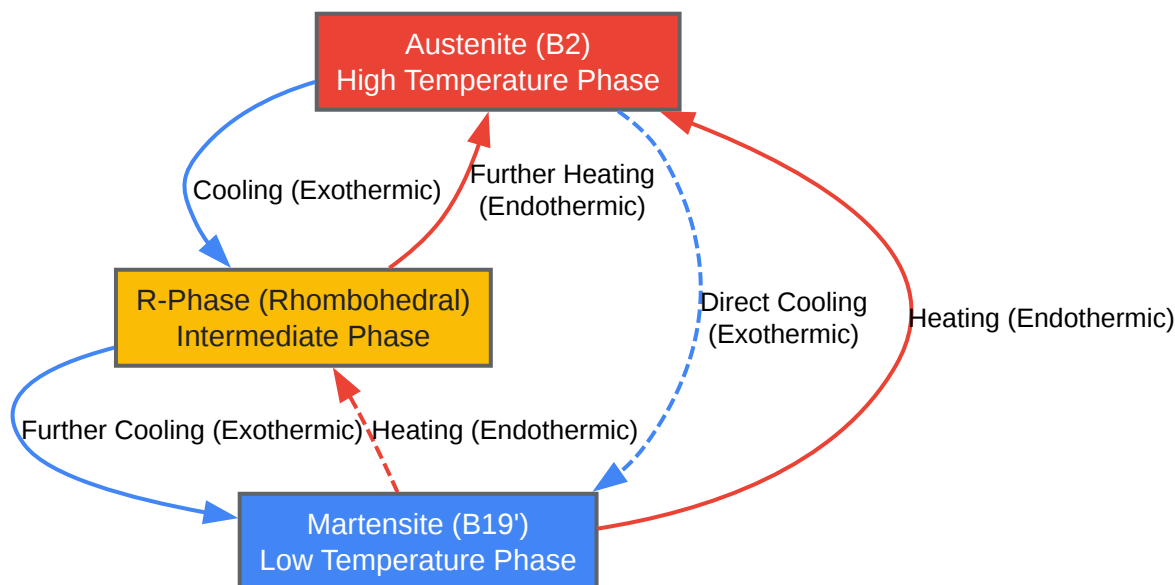 Austenite (B2)
High Temperature Phase
Cooling (Exothermic)
Further Heating
(Endothermic)
R-Phase (Rhombohedral)
Intermediate Phase
Direct Cooling
(Exothermic)
Heating (Endothermic)
Further Cooling (Exothermic)
Heating (Endothermic)
Martensite (B19')
Low Temperature Phase